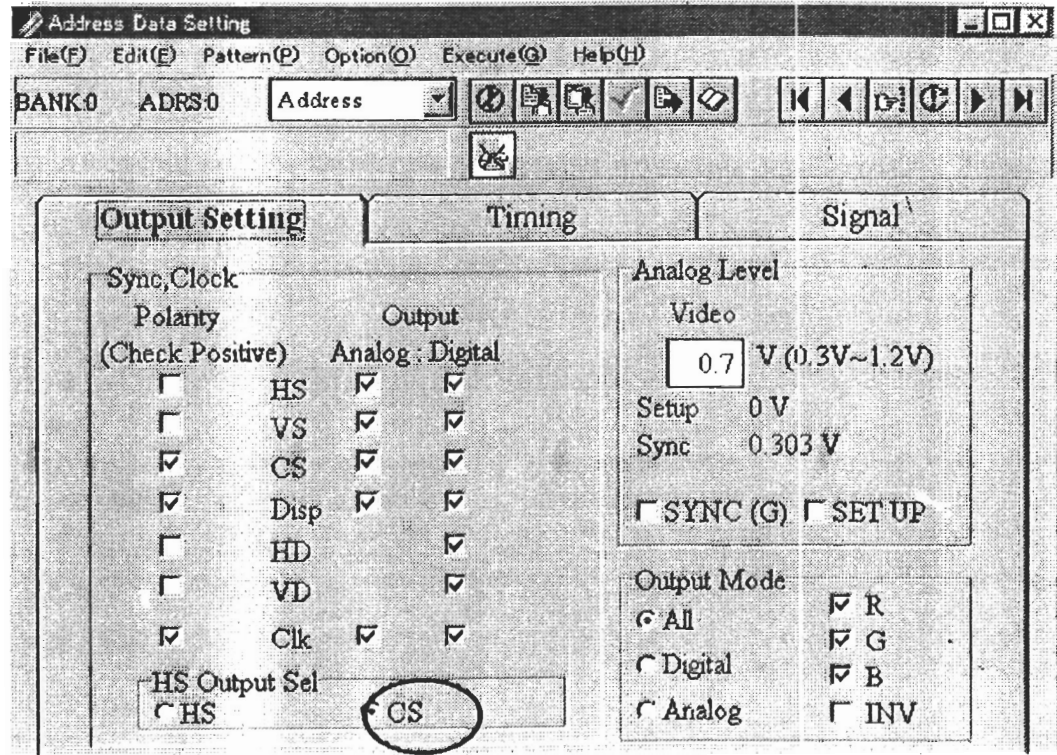 Address Data Setting
File(F) Edit(E) Pattern(P) Option(O) Execute(G) Help(H)
BANK:0 ADRS:0 Address
Output Setting Timing Signal
Sync,Clock
Polarity Output
(Check Positive) Analog : Digital
HS
VS
CS
Disp
HD
VD
Clk
HS Output Sel
HS CS
Analog Level
Video
0.7 V (0.3V~1.2V)
Setup 0 V
Sync 0.303 V
SYNC (G) SET UP
Output Mode
All R
G
Digital B
Analog INV